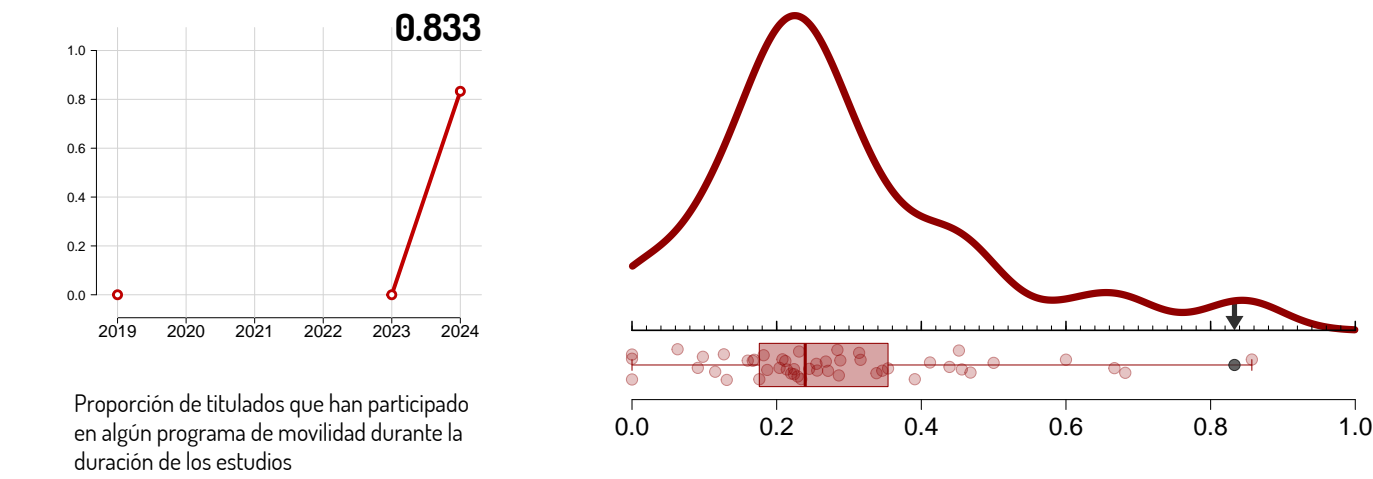 0.833
1.0
0.8
0.6
0.4
0.2
0.0
2019 2020 2021 2022 2023 2024
Proporción de titulados que han participado
en algún programa de movilidad durante la
duración de los estudios
0.0 0.2 0.4 0.6 0.8 1.0